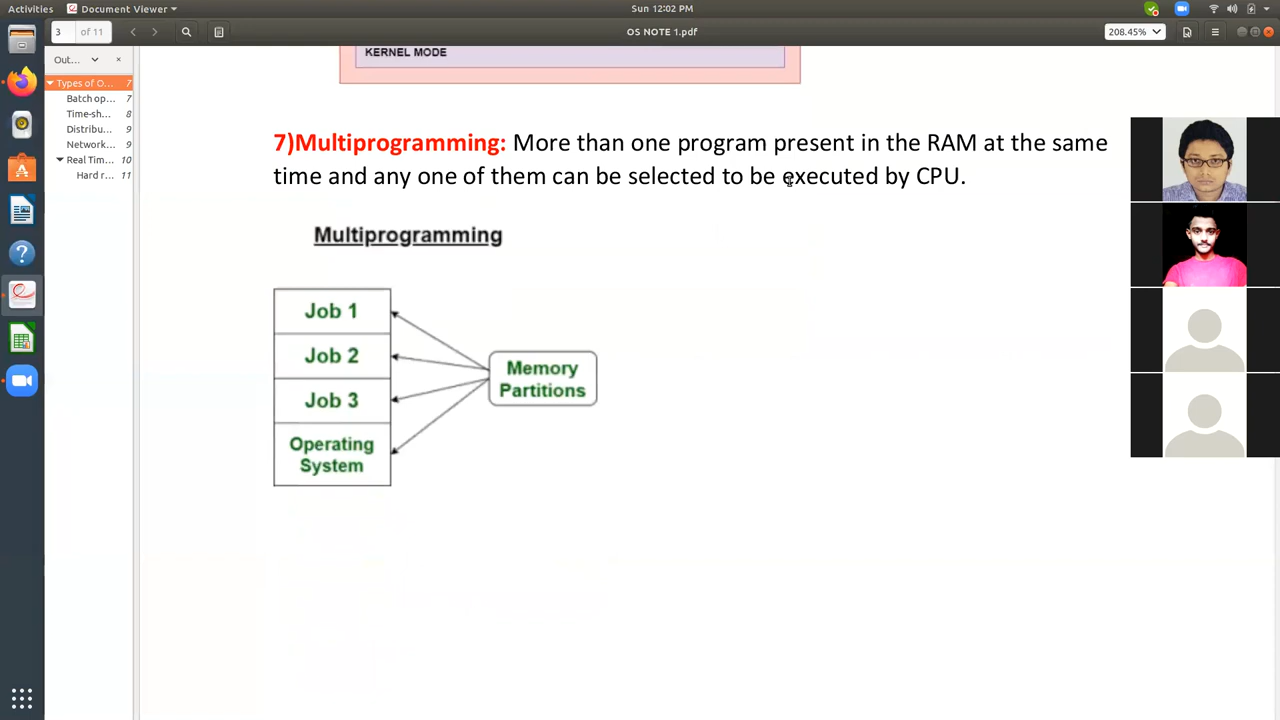 Activities
Document Viewer
Sun 12:02 PM
3
of 11
OS NOTE 1.pdf
208.45%
Out...
Types of O... 7
Batch op... 7
Time-sh... 8
Distribu... 9
Network... 9
Real Tim... 10
Hard r... 11
KERNEL MODE
7)Multiprogramming: More than one program present in the RAM at the same
time and any one of them can be selected to be executed by CPU.
Multiprogramming
Job 1
Job 2
Job 3
Operating
System
Memory
Partitions